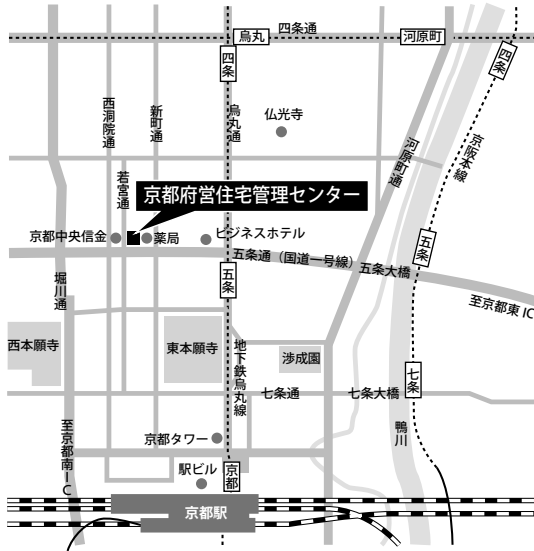 四条通
烏丸
河原町
四条
四条
西洞院通
新町通
烏丸通
仏光寺
河原町通
京阪本線
若宮通
京都府営住宅管理センター
京都中央信金
薬局
ビジネスホテル
五条通（国道一号線）
五条大橋
五条
五条
至京都東IC
堀川通
西本願寺
東本願寺
地下鉄烏丸線
渉成園
七条通
七条大橋
七条
鴨川
京都タワー
至京都南IC
駅ビル
京都
京都駅